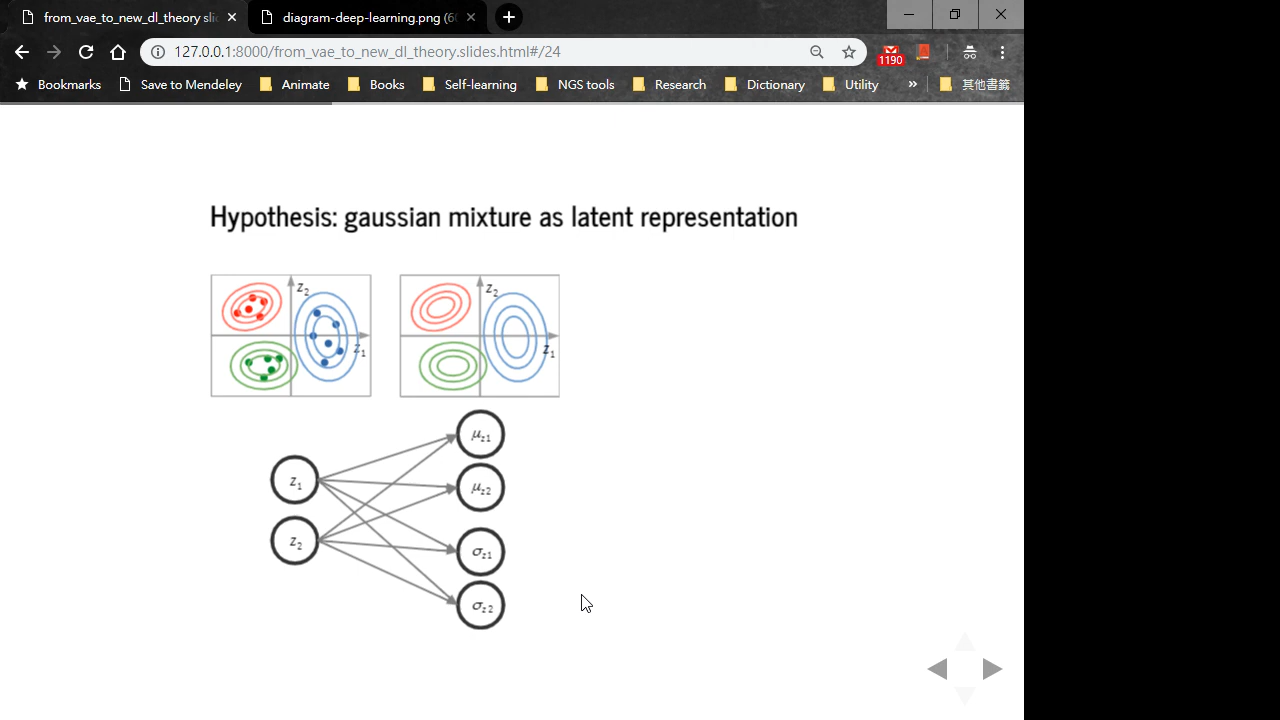 from_vae_to_new_dl_theory slid
diagram-deep-learning.png (6
127.0.0.1:8000/from_vae_to_new_dl_theory.slides.html#/24
1190
Bookmarks
Save to Mendeley
Animate
Books
Self-learning
NGS tools
Research
Dictionary
Utility
»
其他書籤
Hypothesis: gaussian mixture as latent representation
z2
z1
z2
z1
μz1
z1
μz2
z2
σz1
σz2